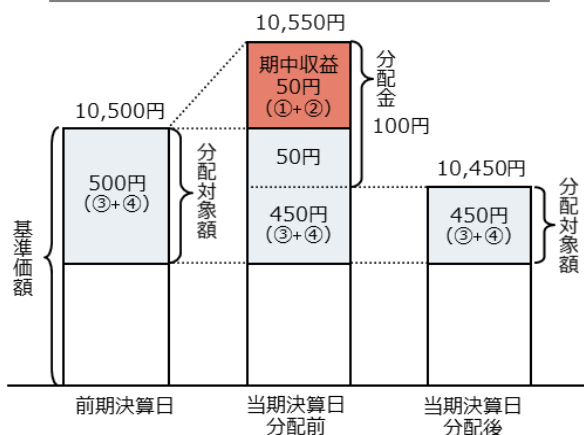 10,550円
期中収益
50円
(①+②)
分配金
100円
10,500円
500円
(③+④)
分配対象額
50円
450円
(③+④)
10,450円
450円
(③+④)
分配対象額
基準価額
前期決算日
当期決算日
分配前
当期決算日
分配後